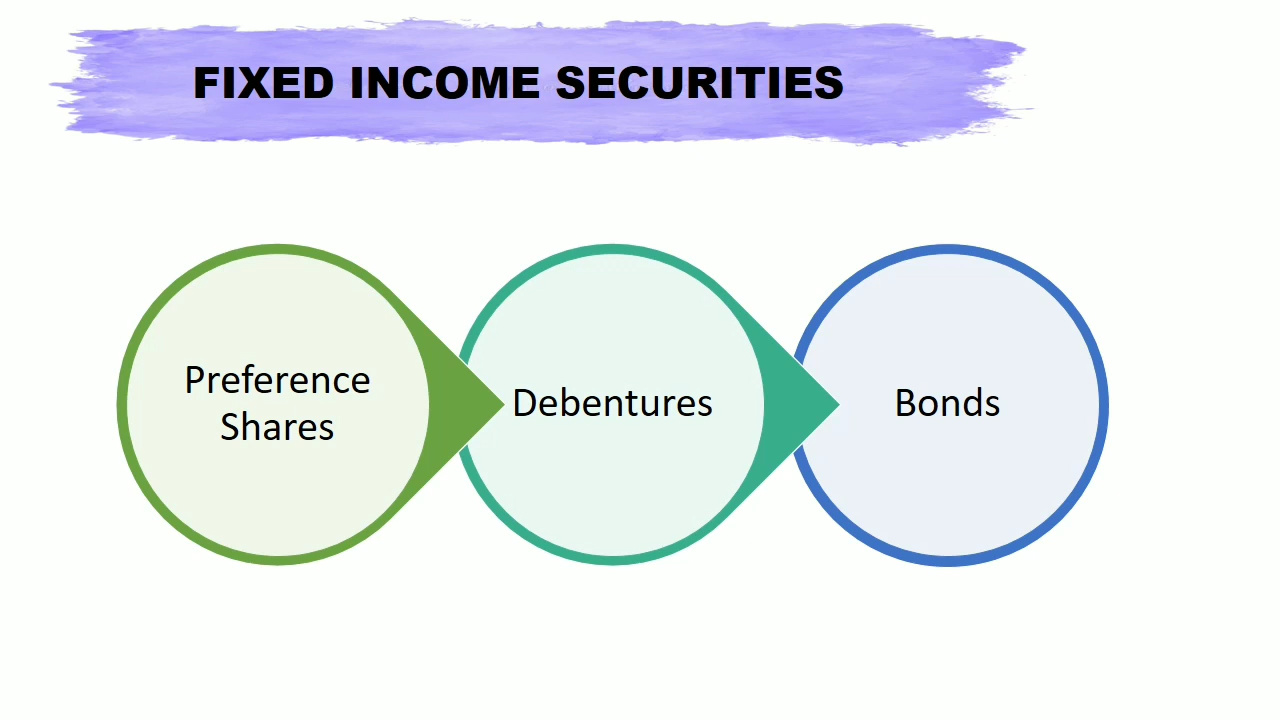 FIXED INCOME SECURITIES
Preference
Shares
Debentures
Bonds